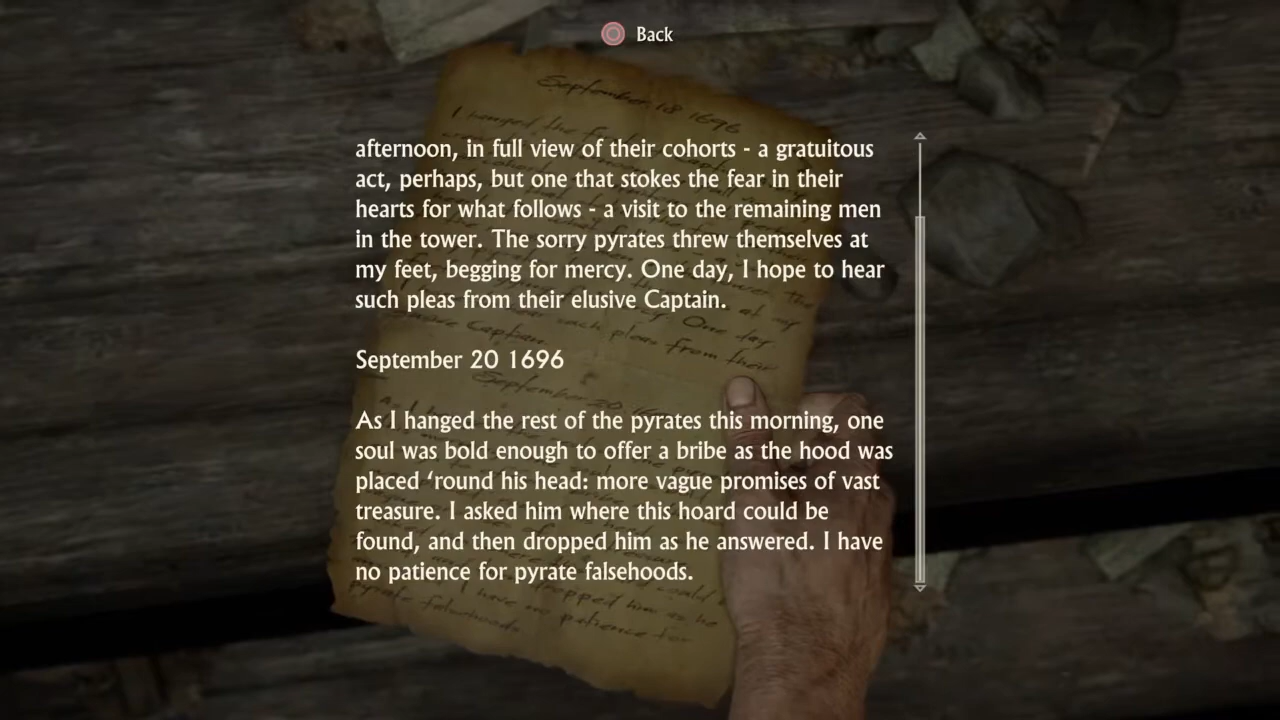 Back
September 18 1696
afternoon, in full view of their cohorts - a gratuitous
act, perhaps, but one that stokes the fear in their
hearts for what follows - a visit to the remaining men
in the tower. The sorry pyrates threw themselves at
my feet, begging for mercy. One day, I hope to hear
such pleas from their elusive Captain.
September 20 1696
As I hanged the rest of the pyrates this morning, one
soul was bold enough to offer a bribe as the hood was
placed ‘round his head: more vague promises of vast
treasure. I asked him where this hoard could be
found, and then dropped him as he answered. I have
no patience for pyrate falsehoods.